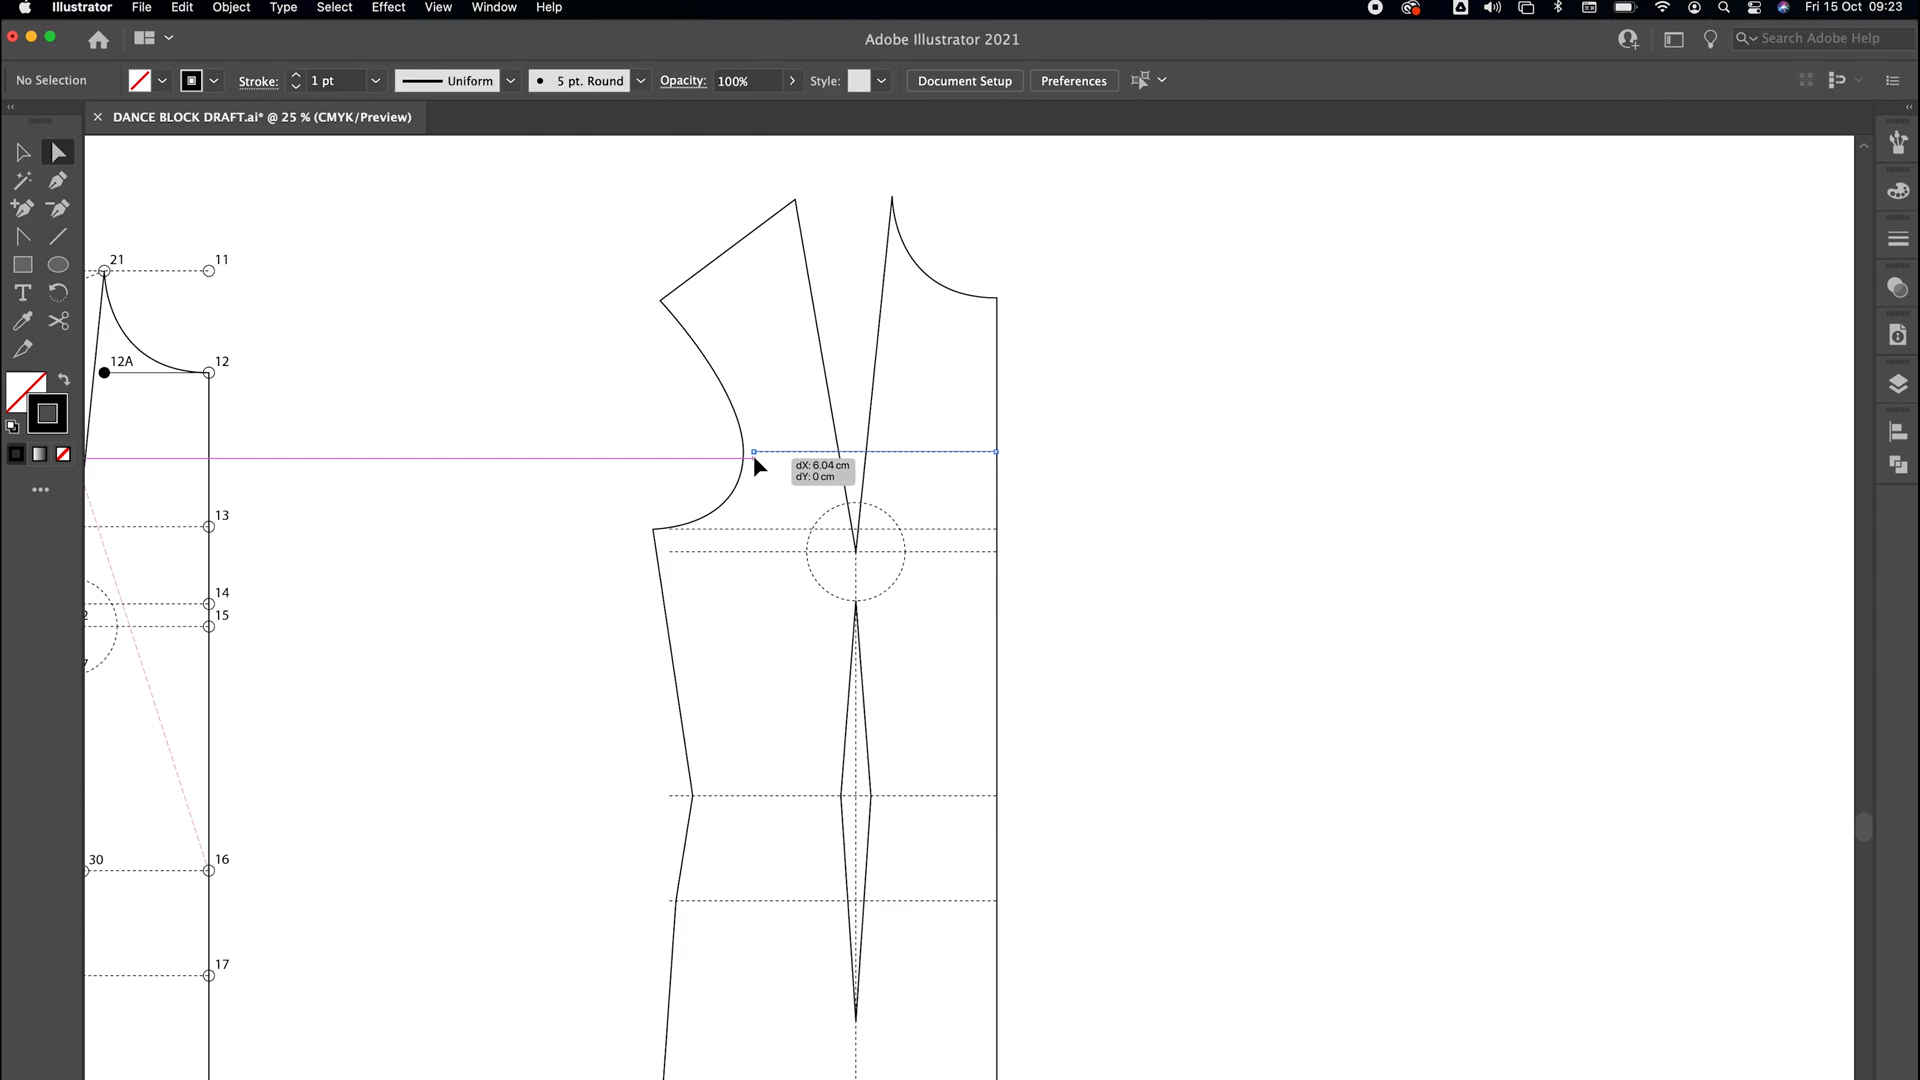 Illustrator File Edit Object Type Select Effect View Window Help
Fri 15 Oct 09:23
Adobe Illustrator 2021
Search Adobe Help
No Selection
Stroke:
1 pt
Uniform
5 pt. Round
Opacity:
100%
Style:
Document Setup
Preferences
DANCE BLOCK DRAFT.ai* @ 25 % (CMYK/Preview)
21
11
12A
12
dX: 6.04 cm
dY: 0 cm
13
14
2
15
7
30
16
17